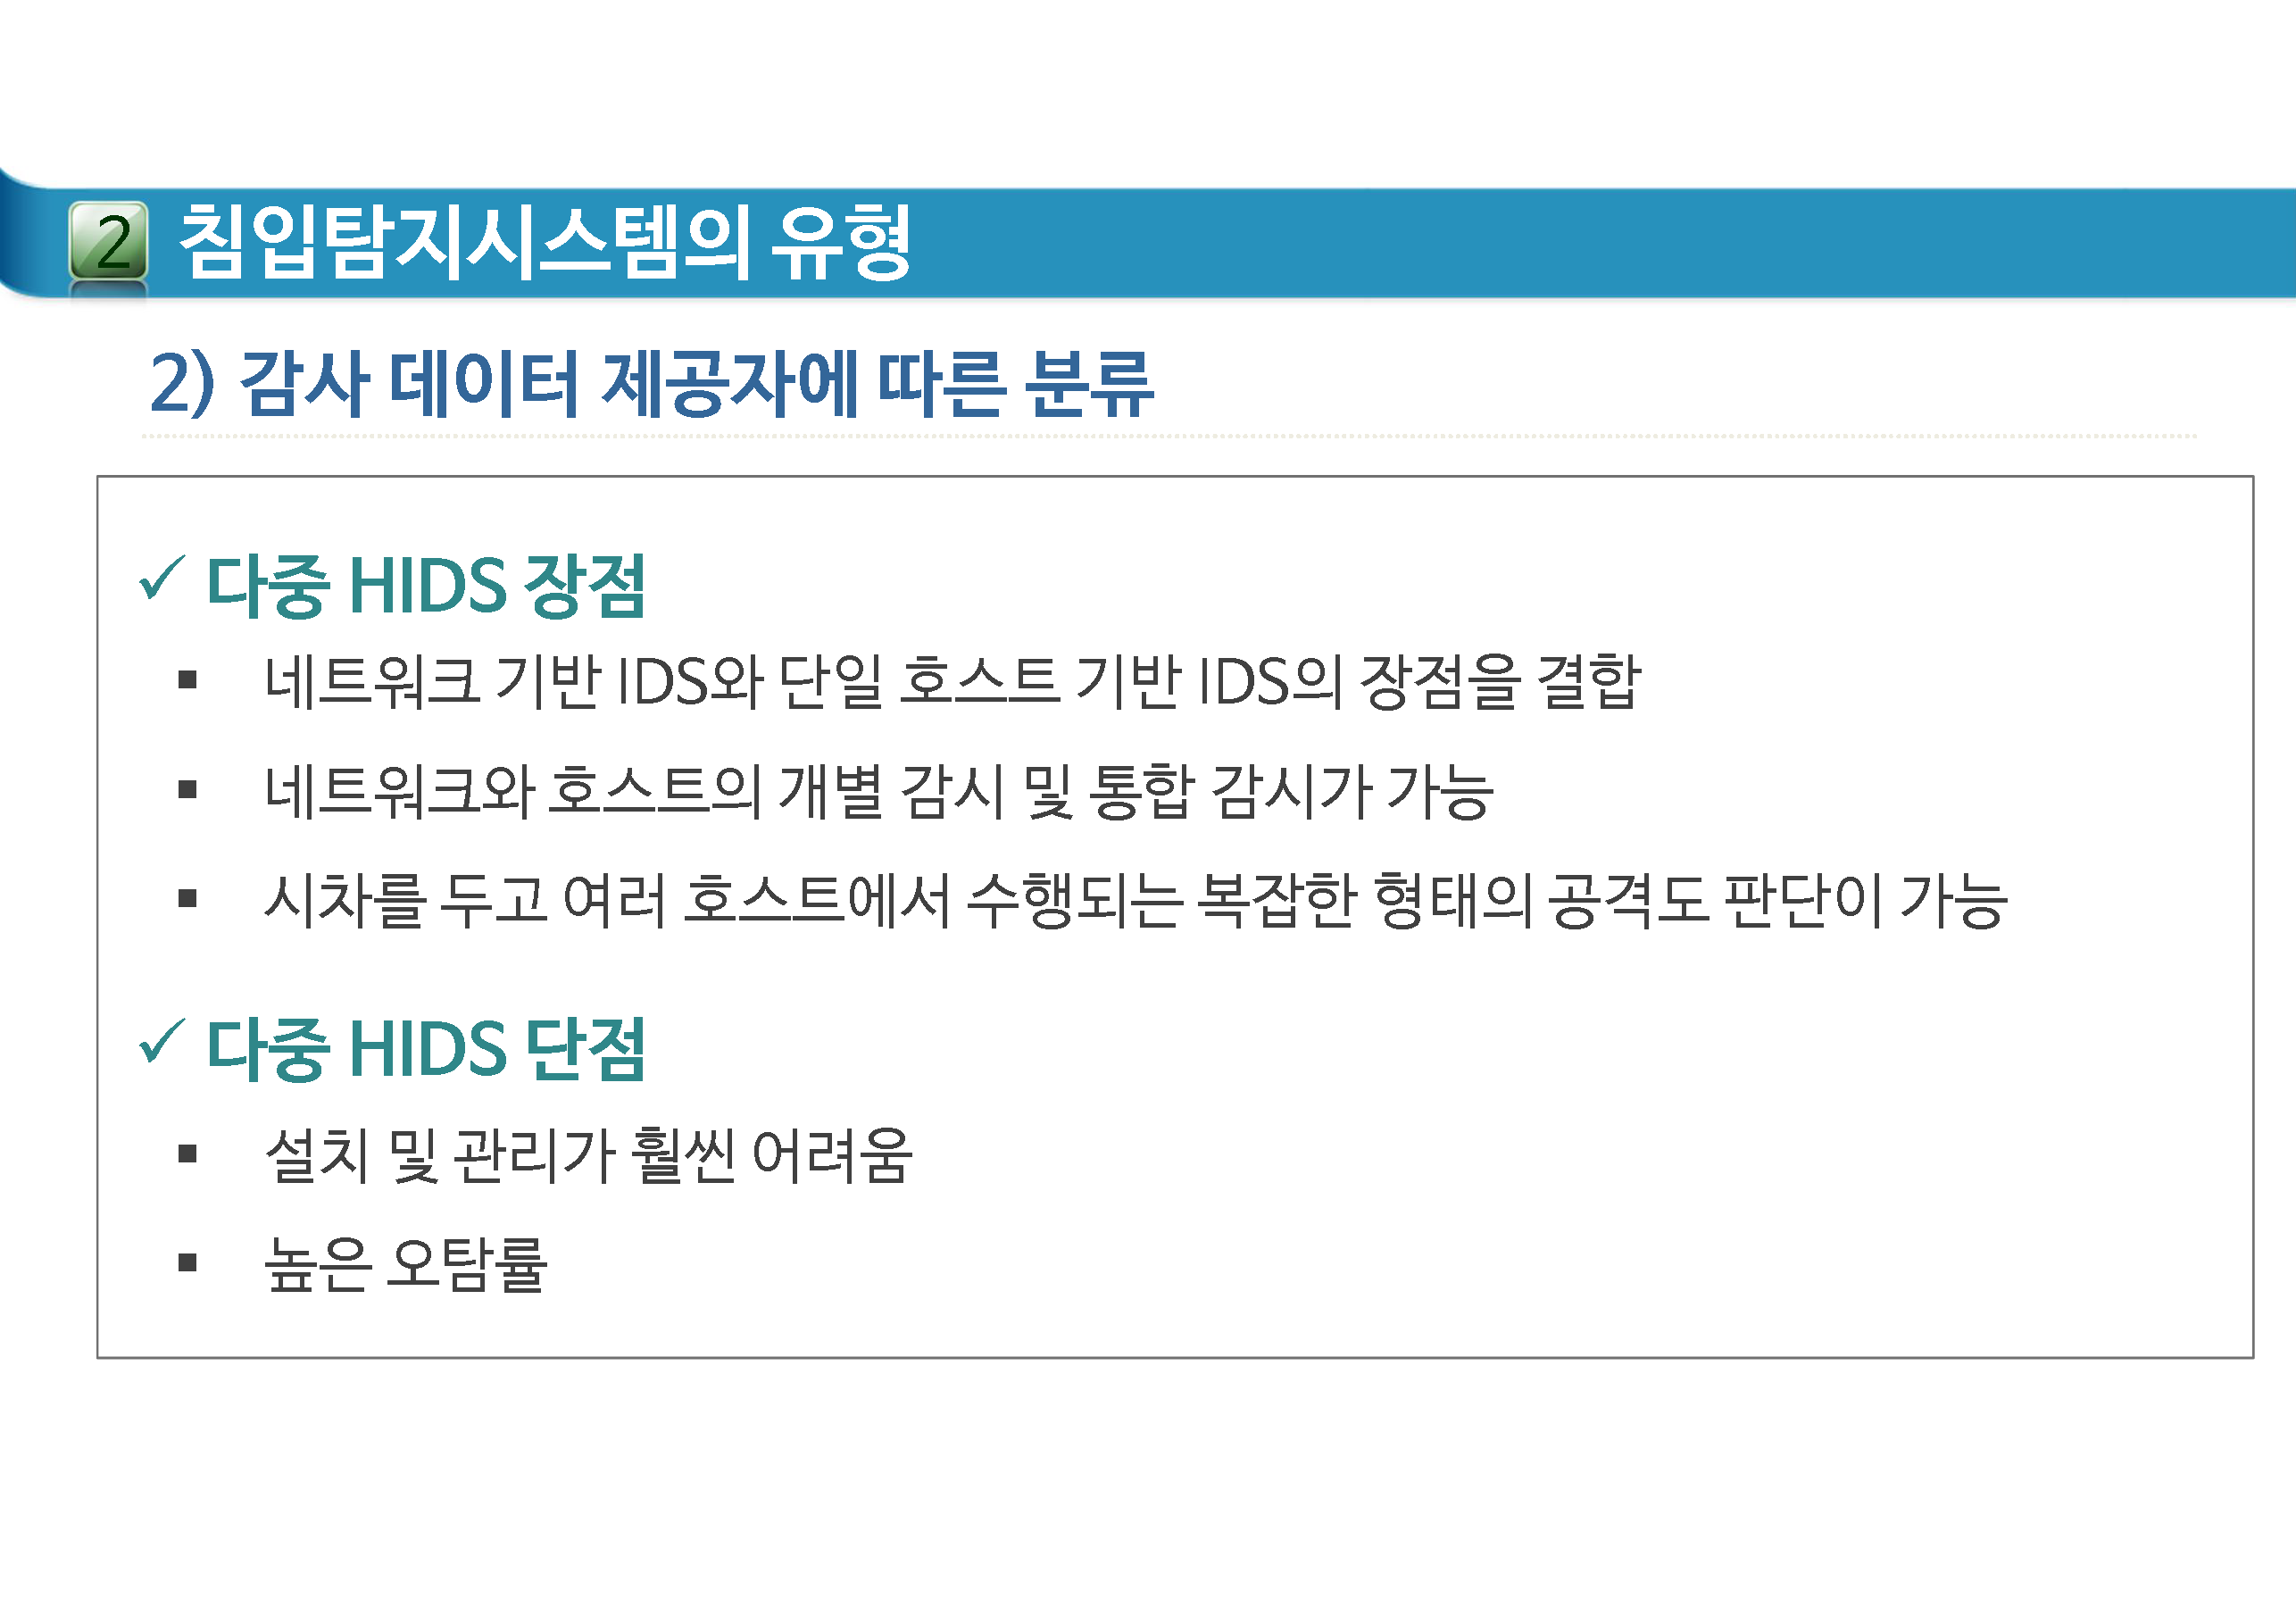 2 침입탐지시스템의 유형
2) 감사 데이터 제공자에 따른 분류
✓ 다중 HIDS 장점
▪ 네트워크 기반 IDS와 단일 호스트 기반 IDS의 장점을 결합
▪ 네트워크와 호스트의 개별 감시 및 통합 감시가 가능
▪ 시차를 두고 여러 호스트에서 수행되는 복잡한 형태의 공격도 판단이 가능
✓ 다중 HIDS 단점
▪ 설치 및 관리가 훨씬 어려움
▪ 높은 오탐률